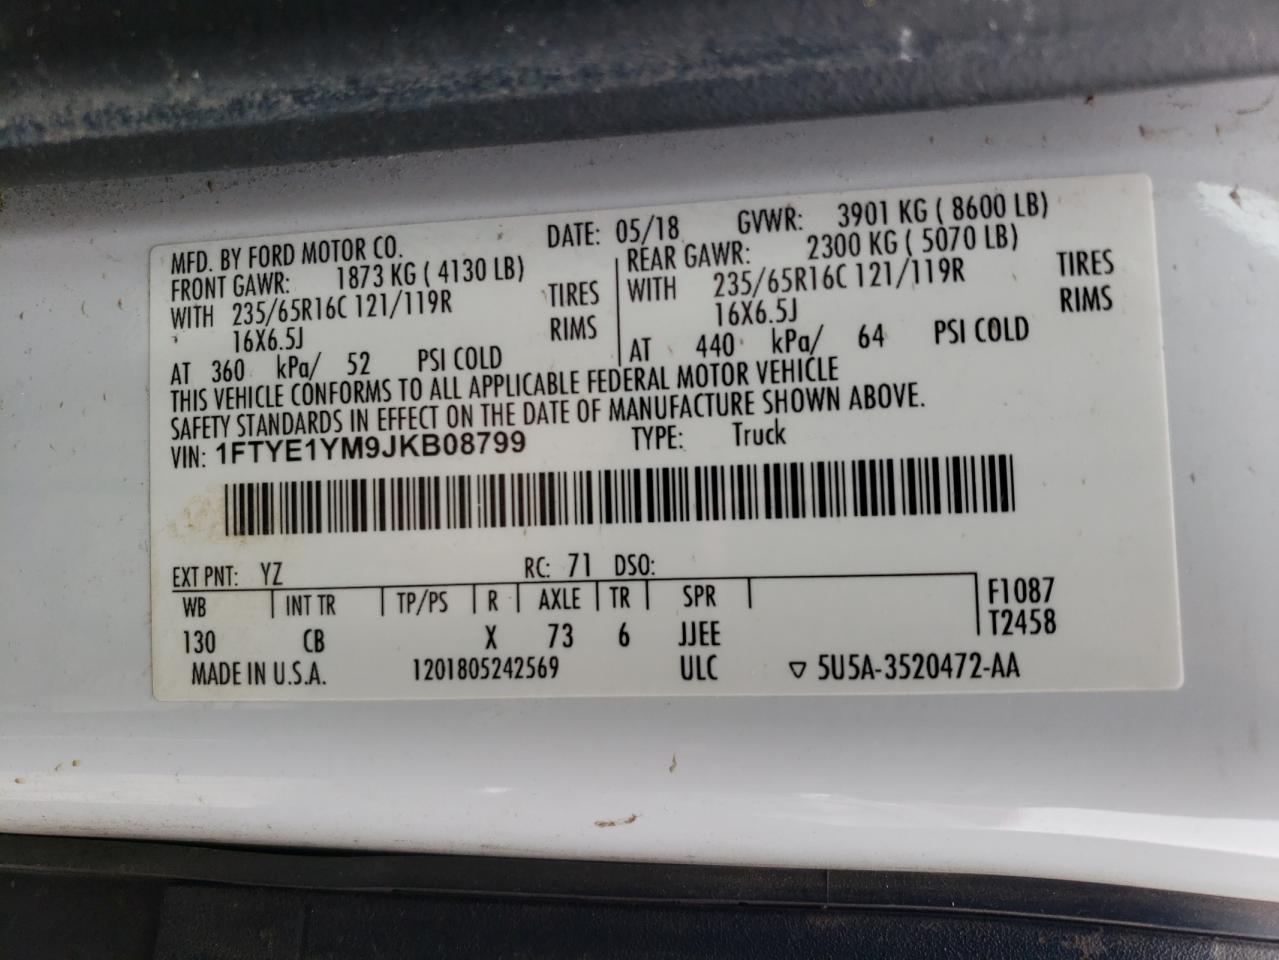 MFD. BY FORD MOTOR CO. DATE: 05/18 GVWR: 3901 KG ( 8600 LB)
FRONT GAWR: 1873 KG ( 4130 LB) REAR GAWR: 2300 KG ( 5070 LB)
WITH 235/65R16C 121/119R TIRES WITH 235/65R16C 121/119R TIRES
16X6.5J RIMS 16X6.5J RIMS
AT 360 kPa/ 52 PSI COLD AT 440 kPa/ 64 PSI COLD
THIS VEHICLE CONFORMS TO ALL APPLICABLE FEDERAL MOTOR VEHICLE
SAFETY STANDARDS IN EFFECT ON THE DATE OF MANUFACTURE SHOWN ABOVE.
VIN: 1FTYE1YM9JKB08799 TYPE: Truck
EXT PNT: YZ RC: 71 DSO:
WB INT TR TP/PS R AXLE TR SPR F1087
130 CB X 73 6 JJEE T2458
MADE IN U.S.A. 1201805242569 ULC ▽ 5U5A-3520472-AA